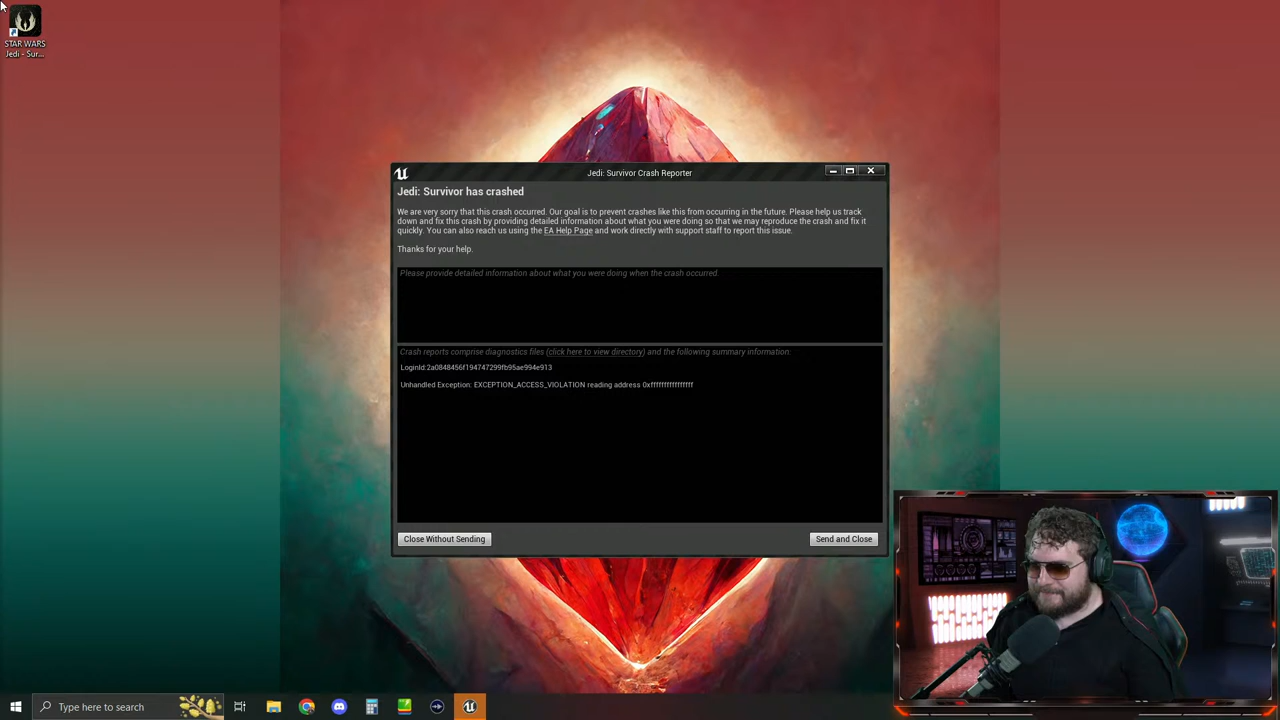 STAR WARS
Jedi - Sur...
Jedi: Survivor Crash Reporter
Jedi: Survivor has crashed
We are very sorry that this crash occurred. Our goal is to prevent crashes like this from occurring in the future. Please help us track
down and fix this crash by providing detailed information about what you were doing so that we may reproduce the crash and fix it
quickly. You can also reach us using the EA Help Page and work directly with support staff to report this issue.
Thanks for your help.
Please provide detailed information about what you were doing when the crash occurred.
Crash reports comprise diagnostics files (click here to view directory) and the following summary information:
LoginId:2a0848456f194747299fb95ae994e913
Unhandled Exception: EXCEPTION_ACCESS_VIOLATION reading address 0xffffffffffffffff
Close Without Sending
Send and Close
Type here to search